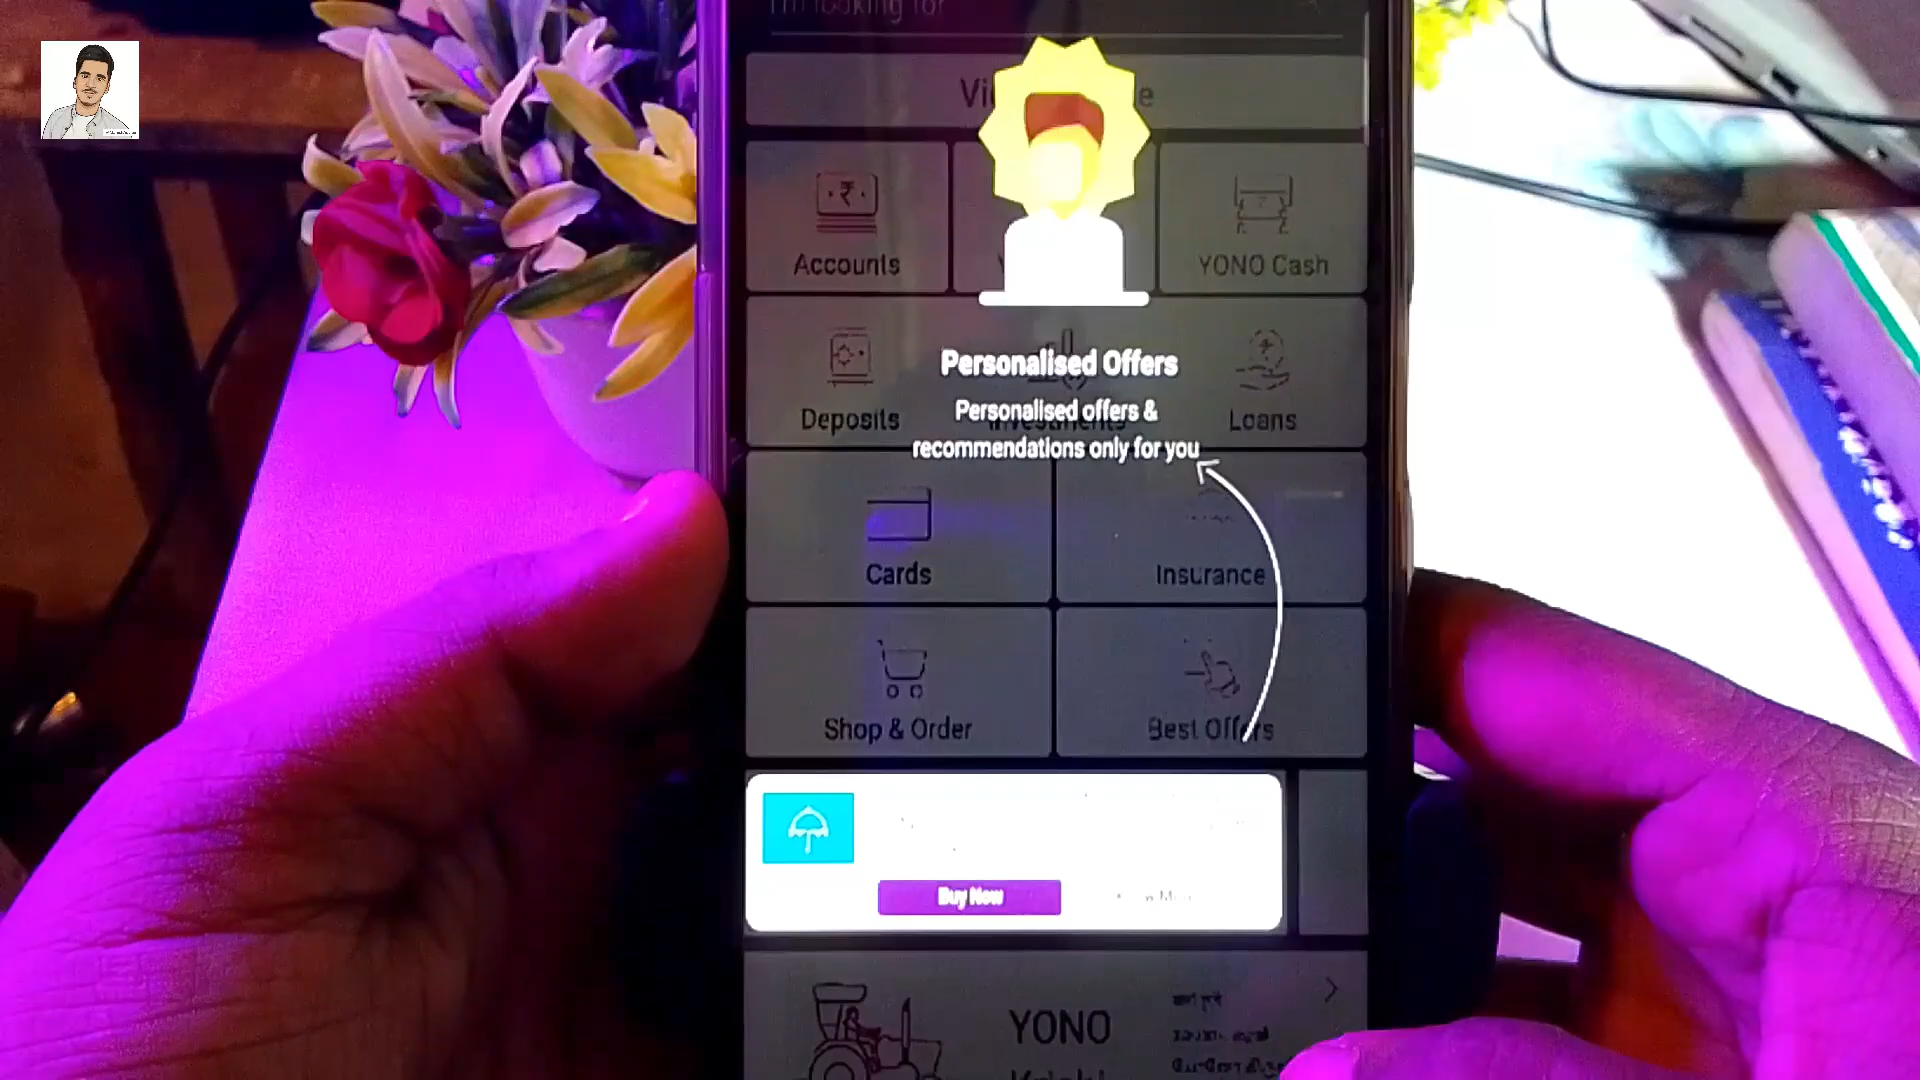 I'm looking for
Accounts
YONO Cash
Personalised Offers
Deposits
Investments
Loans
Personalised offers &
recommendations only for you
Cards
Insurance
Shop & Order
Best Offers
Buy Now
YONO